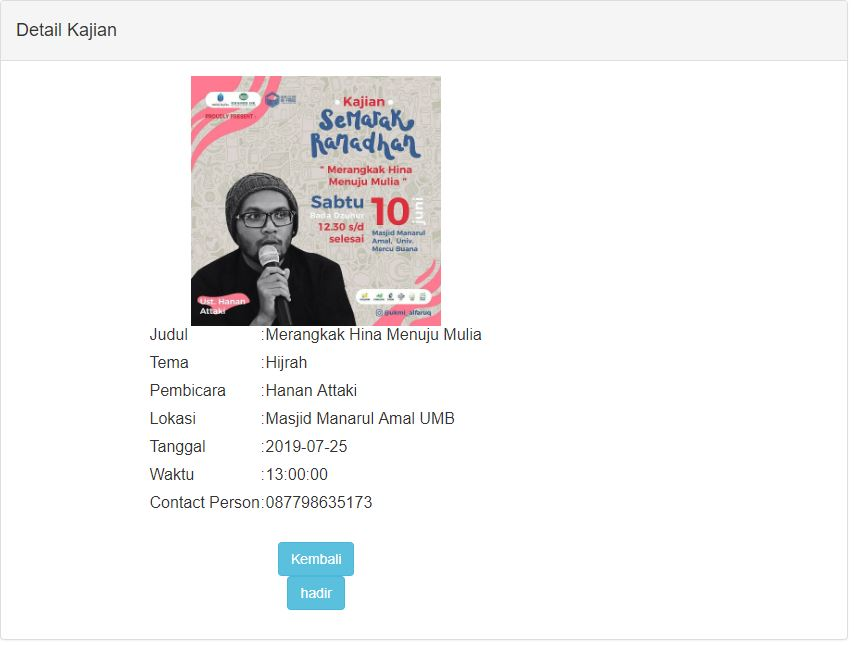 Detail Kajian
PROUDLY PRESENT :
Kajian
Semarak
Ramadhan
" Merangkak Hina
Menuju Mulia "
Sabtu
Bada Dzuhur
12.30 s/d
selesai
10
juni
Masjid Manarul
Amal, Univ.
Mercu Buana
Ust. Hanan
Attaki
@ukmi_alfaruq
Judul :Merangkak Hina Menuju Mulia
Tema :Hijrah
Pembicara :Hanan Attaki
Lokasi :Masjid Manarul Amal UMB
Tanggal :2019-07-25
Waktu :13:00:00
Contact Person:087798635173
Kembali
hadir